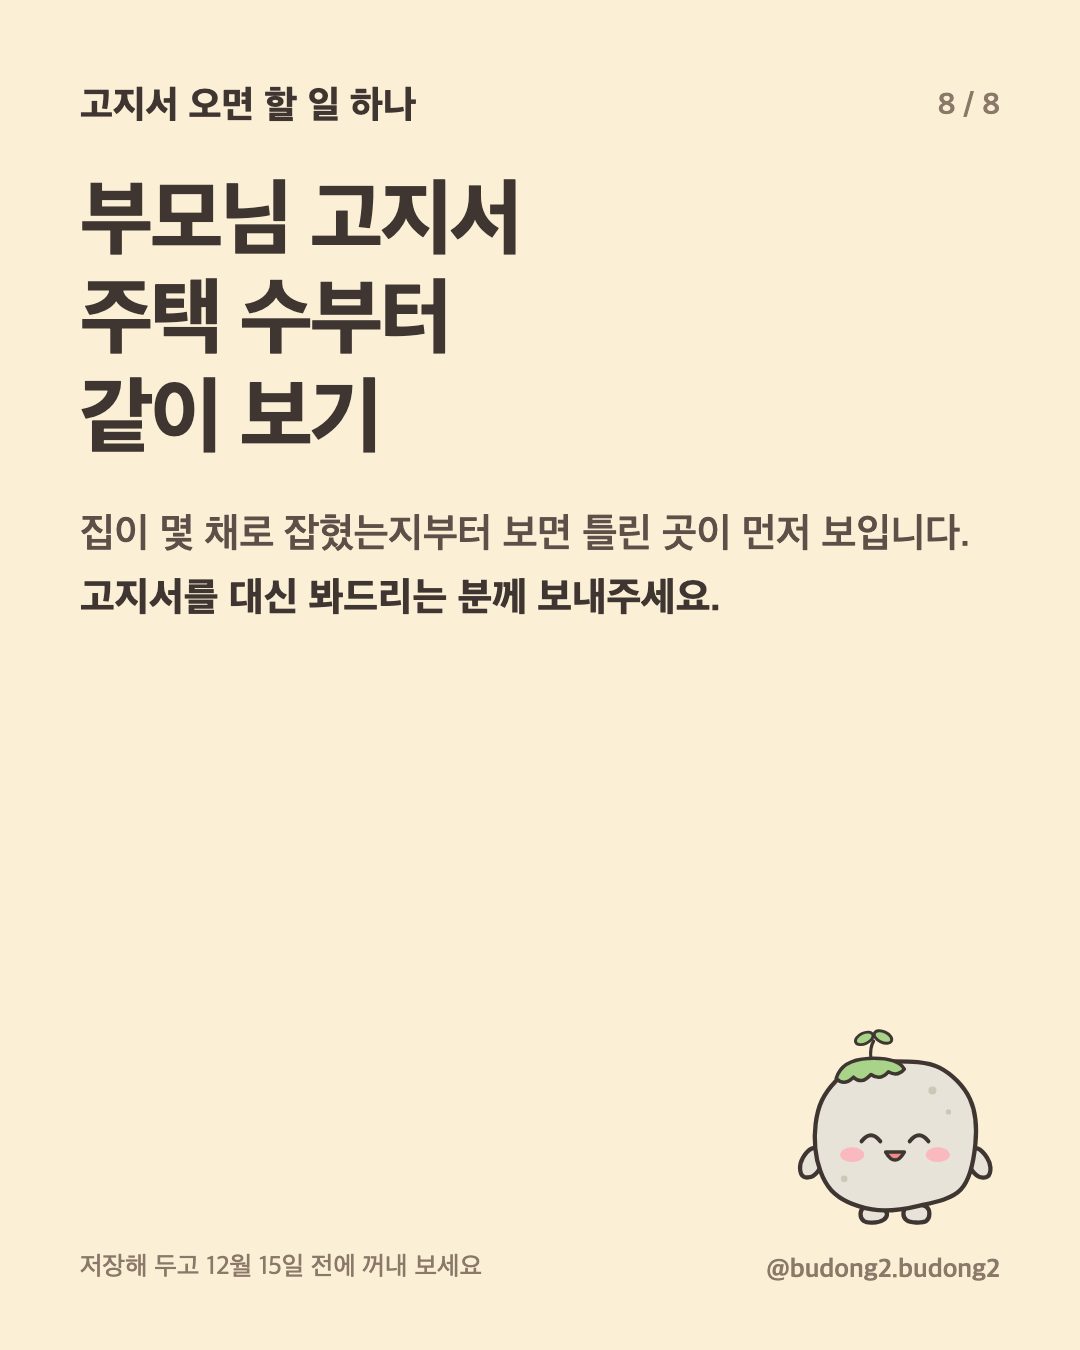 고지서 오면 할 일 하나
8 / 8
부모님 고지서
주택 수부터
같이 보기
집이 몇 채로 잡혔는지부터 보면 틀린 곳이 먼저 보입니다.
고지서를 대신 봐드리는 분께 보내주세요.
저장해 두고 12월 15일 전에 꺼내 보세요
@budong2.budong2